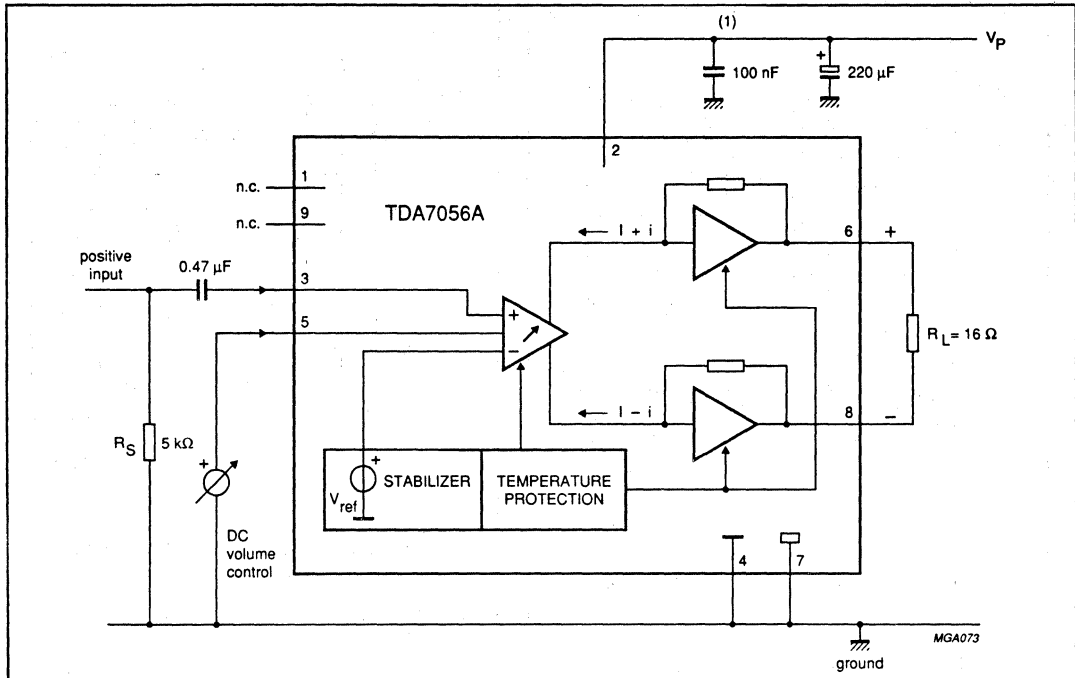 (1)
V_P
+
100 nF
220 μF
2
n.c.
1
n.c.
9
TDA7056A
I + i
6
+
positive
input
0.47 μF
3
5
+
−
R_L = 16 Ω
I − i
8
−
R_S
5 kΩ
+
DC
volume
control
+
V_ref
STABILIZER
TEMPERATURE
PROTECTION
4
7
ground
MGA073